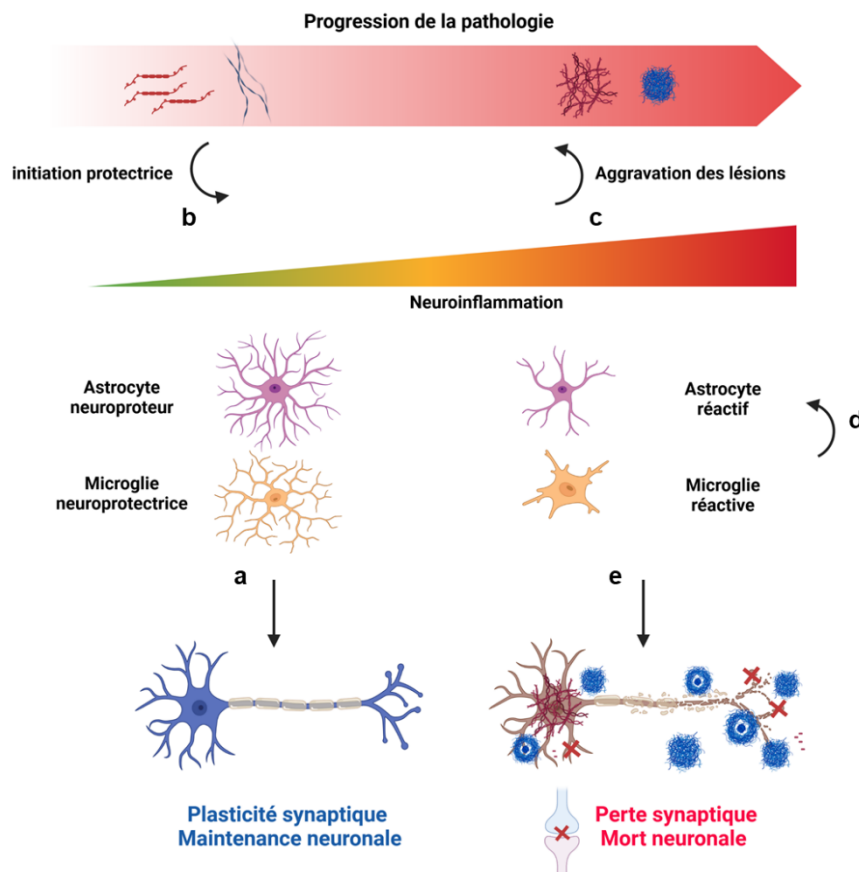 Progression de la pathologie
initiation protectrice
Aggravation des lésions
b
c
Neuroinflammation
Astrocyte
neuroproteur
Astrocyte
réactif
d
Microglie
neuroprotectrice
Microglie
réactive
a
e
Plasticité synaptique
Maintenance neuronale
Perte synaptique
Mort neuronale